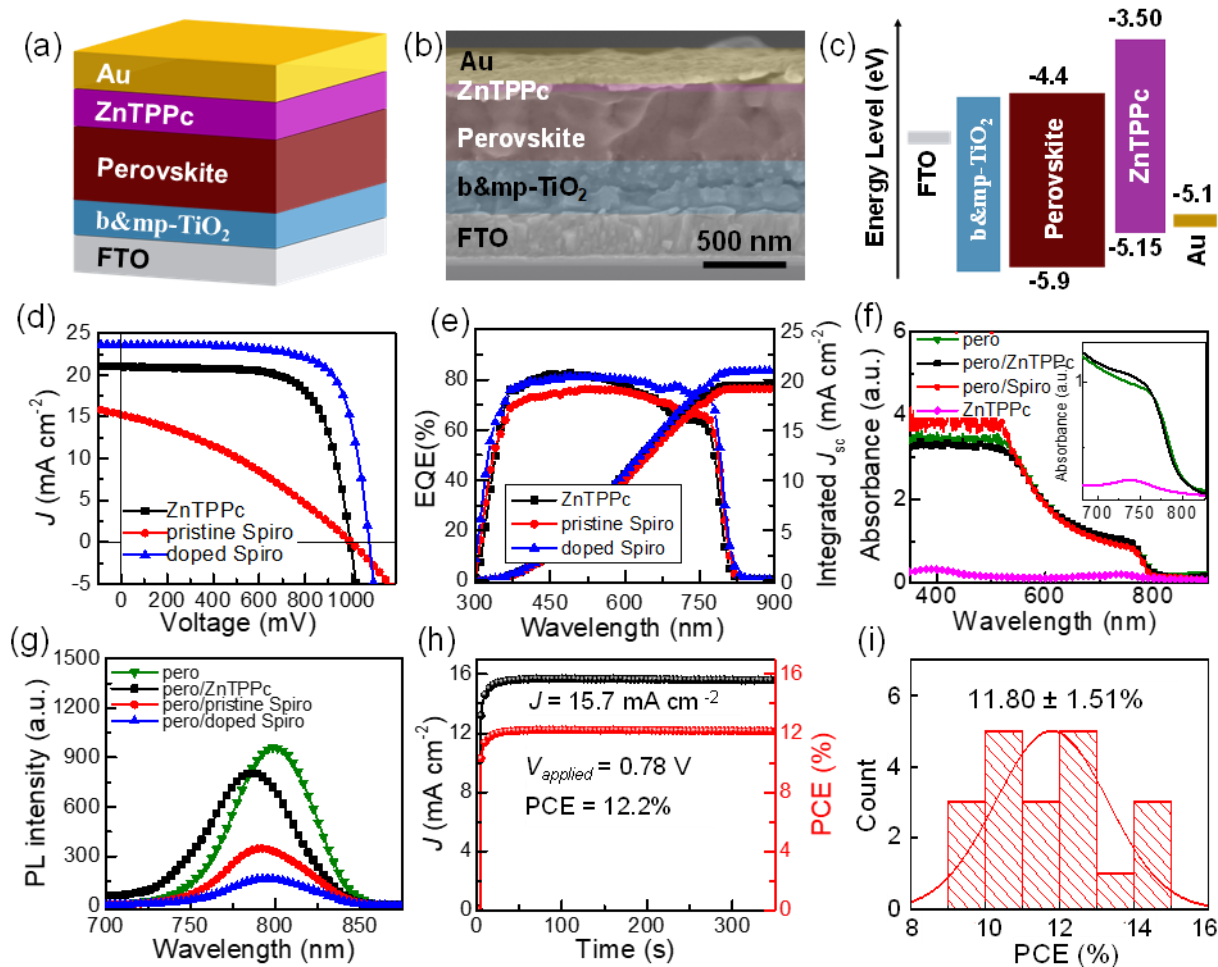 (a)
Au
ZnTPPc
Perovskite
b&mp-TiO₂
FTO
(b)
Au
ZnTPPc
Perovskite
b&mp-TiO₂
FTO
500 nm
(c)
Energy Level (eV)
FTO
b&mp-TiO₂
-4.4
Perovskite
-5.9
-3.50
ZnTPPc
-5.15
-5.1
Au
(d)
J (mA cm⁻²)
25
20
15
10
5
0
-5
ZnTPPc
pristine Spiro
doped Spiro
0 200 400 600 800 1000
Voltage (mV)
(e)
EQE(%)
80
60
40
20
0
ZnTPPc
pristine Spiro
doped Spiro
25
20
15
10
5
0
Integrated Jsc (mA cm⁻²)
300 450 600 750 900
Wavelength (nm)
(f)
Absorbance (a.u.)
6
4
2
0
pero
pero/ZnTPPc
pero/Spiro
ZnTPPc
Absorbance (a.u.)
1
700 750 800
400 600 800
Wavelength (nm)
(g)
PL intensity (a.u.)
1500
1200
900
600
300
0
pero
pero/ZnTPPc
pero/pristine Spiro
pero/doped Spiro
700 750 800 850
Wavelength (nm)
(h)
J (mA cm⁻²)
16
12
8
4
0
J = 15.7 mA cm ⁻²
Vapplied = 0.78 V
PCE = 12.2%
16
12
8
4
0
PCE (%)
0 100 200 300
Time (s)
(i)
Count
6
4
2
0
11.80 ± 1.51%
8 10 12 14 16
PCE (%)